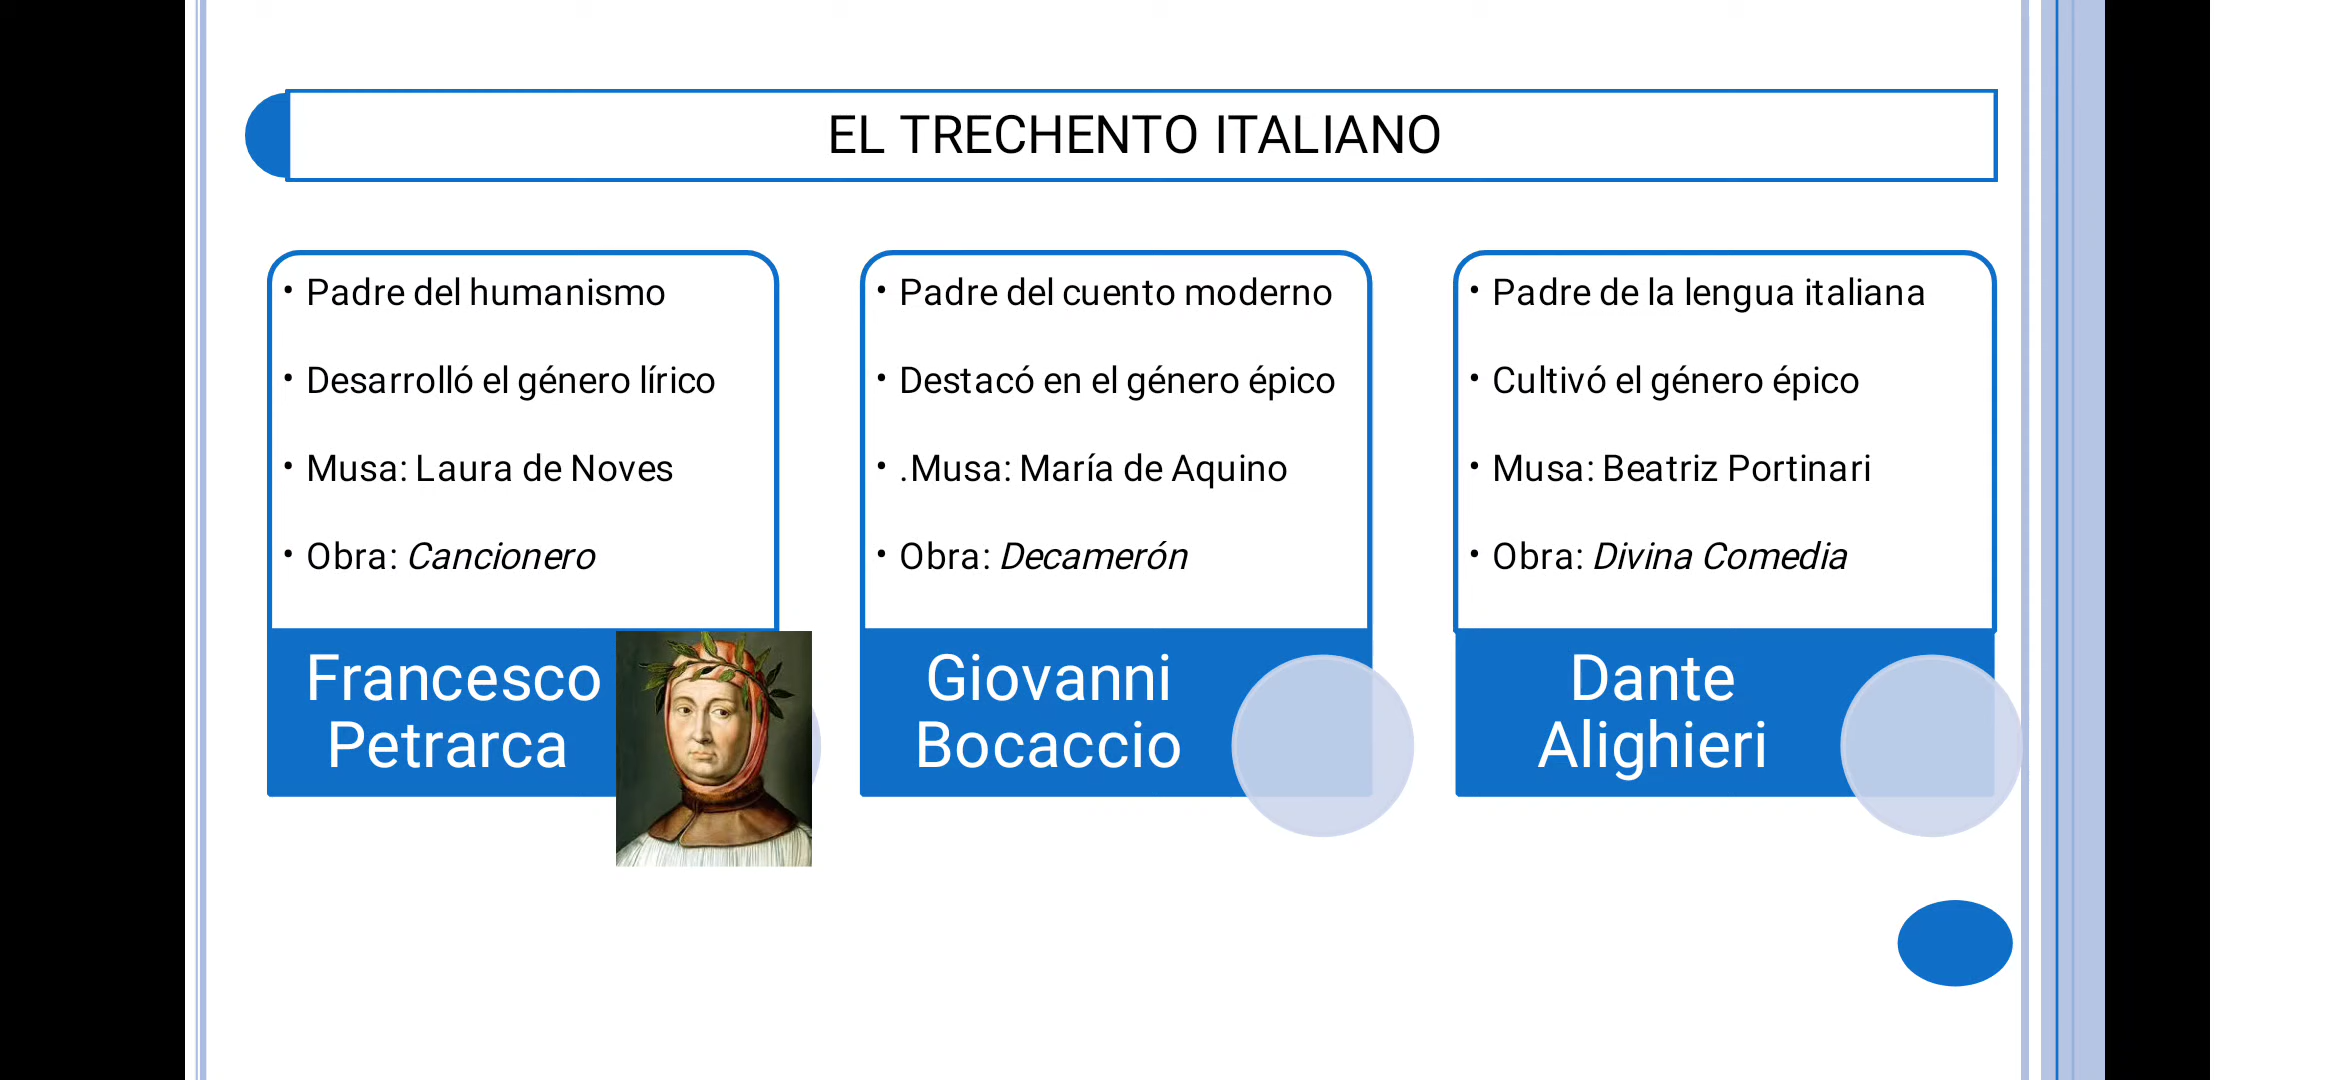 EL TRECHENTO ITALIANO
• Padre del humanismo
• Desarrolló el género lírico
• Musa: Laura de Noves
• Obra: Cancionero
Francesco
Petrarca
• Padre del cuento moderno
• Destacó en el género épico
• .Musa: María de Aquino
• Obra: Decamerón
Giovanni
Bocaccio
• Padre de la lengua italiana
• Cultivó el género épico
• Musa: Beatriz Portinari
• Obra: Divina Comedia
Dante
Alighieri